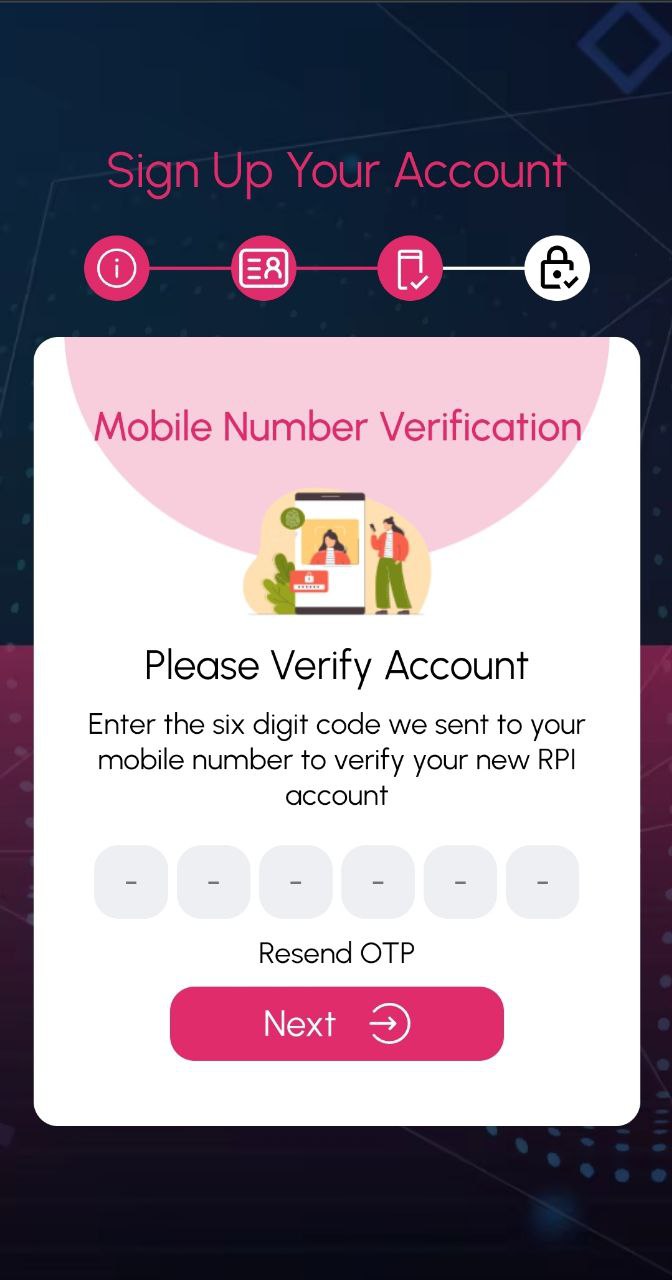 Sign Up Your Account
Mobile Number Verification
Please Verify Account
Enter the six digit code we sent to your
mobile number to verify your new RPI
account
- - - - - -
Resend OTP
Next